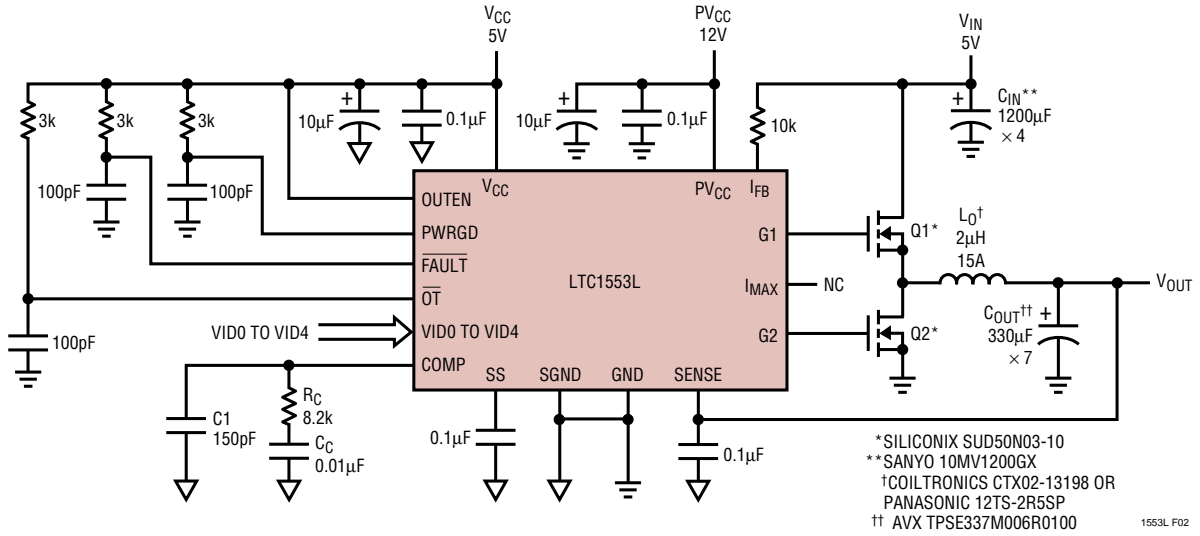 VCC
5V
PVCC
12V
VIN
5V
3k
3k
3k
+
10µF
0.1µF
+
10µF
0.1µF
10k
+
CIN**
1200µF
× 4
100pF
100pF
VCC
PVCC
IFB
OUTEN
PWRGD
FAULT
OT
VID0 TO VID4
VID0 TO VID4
COMP
LTC1553L
G1
IMAX
NC
G2
Q1*
Q2*
LO†
2µH
15A
VOUT
COUT††
+
330µF
× 7
100pF
SS
SGND
GND
SENSE
C1
150pF
RC
8.2k
CC
0.01µF
0.1µF
0.1µF
*SILICONIX SUD50N03-10
**SANYO 10MV1200GX
†COILTRONICS CTX02-13198 OR
PANASONIC 12TS-2R5SP
†† AVX TPSE337M006R0100
1553L F02